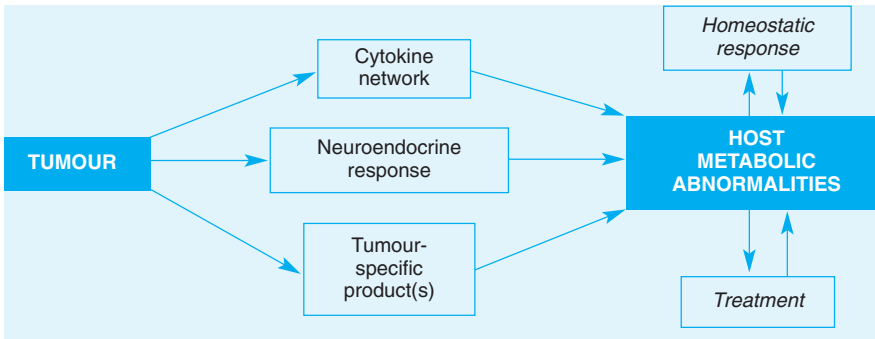 TUMOUR
Cytokine
network
Neuroendocrine
response
Tumour-
specific
product(s)
HOST
METABOLIC
ABNORMALITIES
Homeostatic
response
Treatment